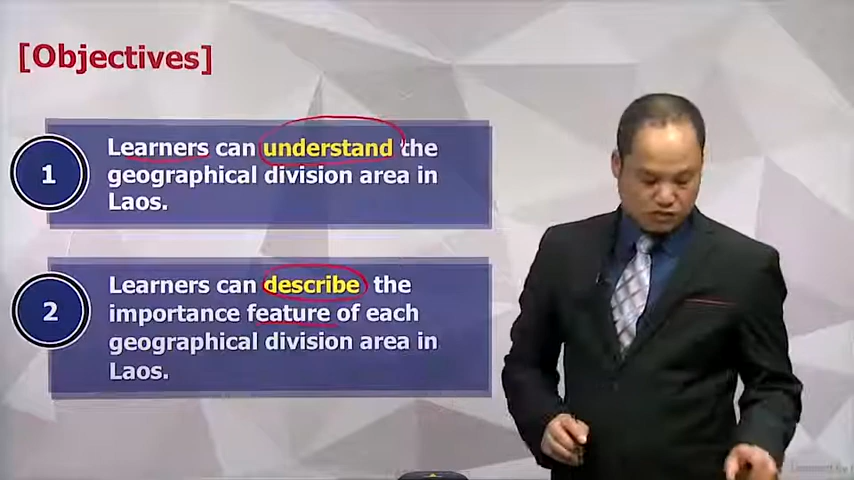 [Objectives]
1
Learners can understand the
geographical division area in
Laos.
2
Learners can describe the
importance feature of each
geographical division area in
Laos.